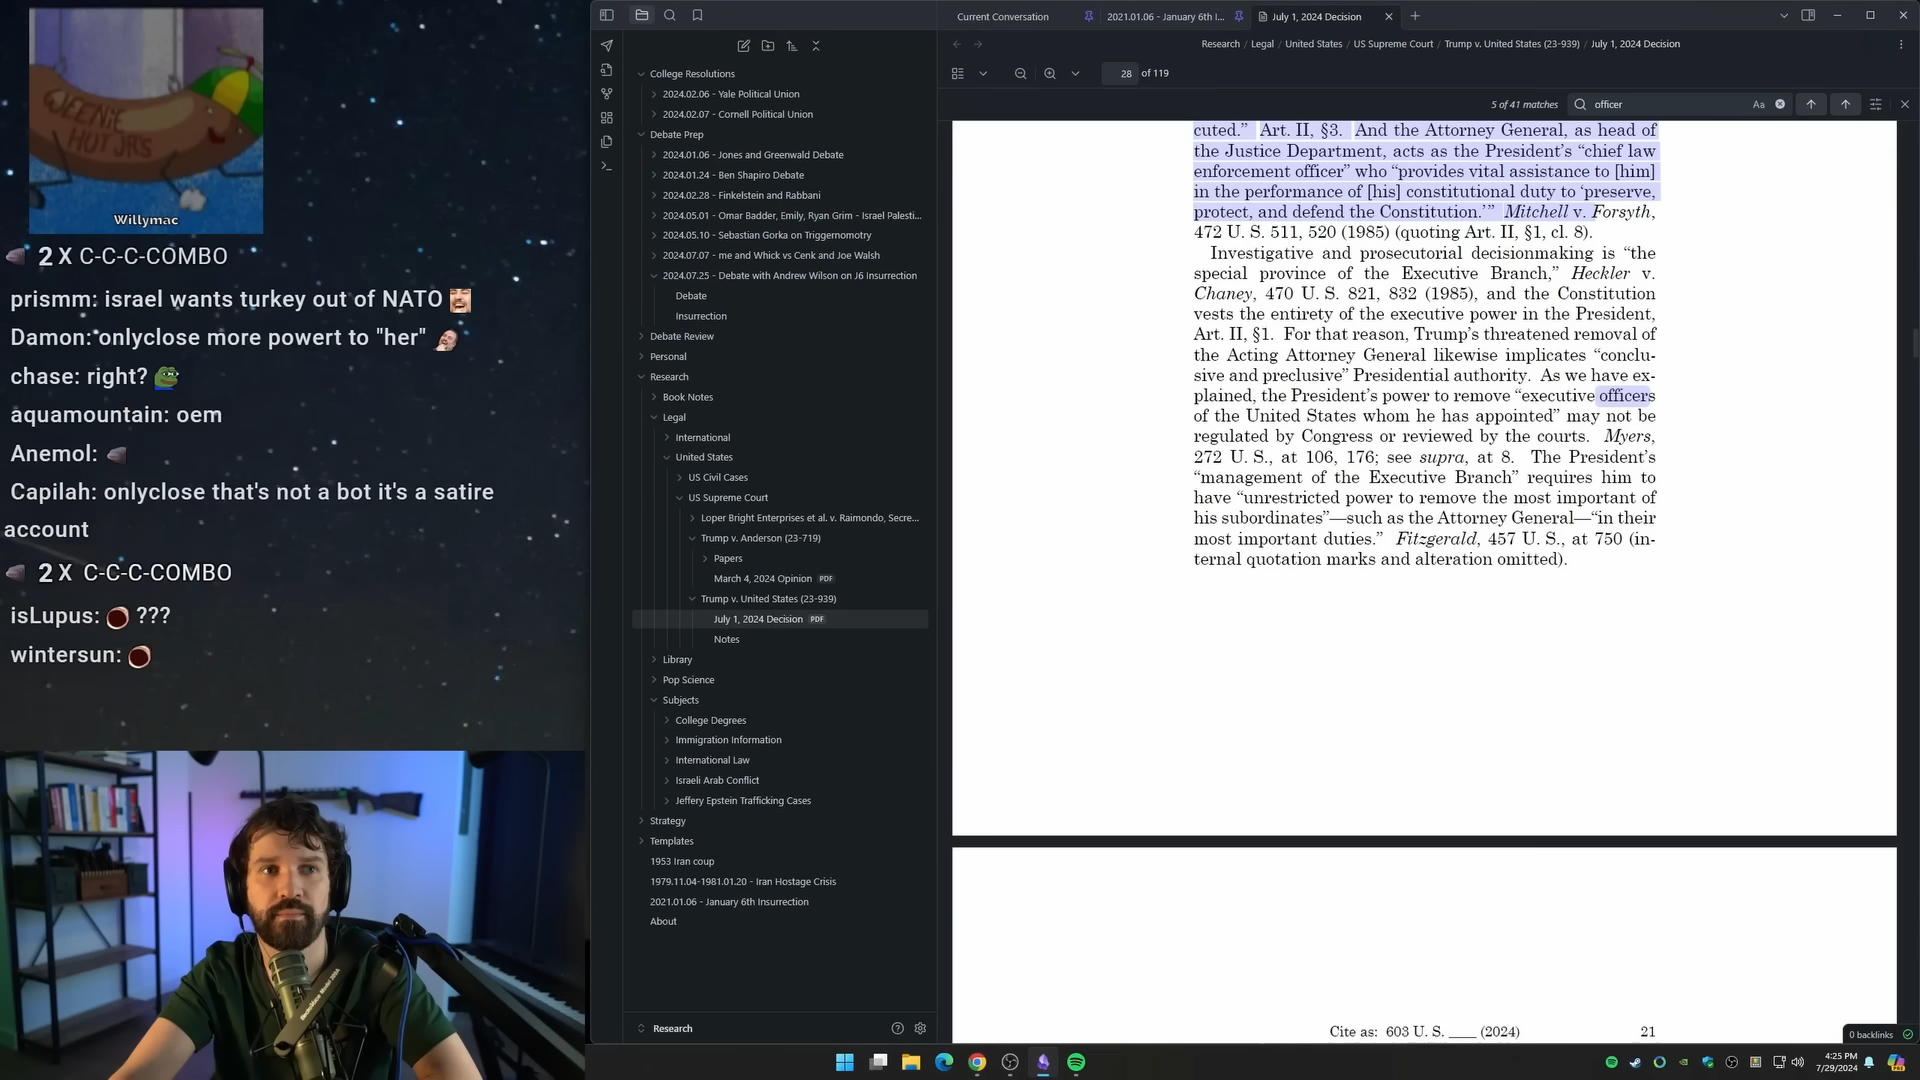 WEENIE
HUT JR'S
Willymac
2 X C-C-C-COMBO
prismm: israel wants turkey out of NATO
Damon: onlyclose more powert to "her"
chase: right?
aquamountain: oem
Anemol:
Capilah: onlyclose that's not a bot it's a satire
account
2 X C-C-C-COMBO
isLupus: ???
wintersun:
College Resolutions
2024.02.06 - Yale Political Union
2024.02.07 - Cornell Political Union
Debate Prep
2024.01.06 - Jones and Greenwald Debate
2024.01.24 - Ben Shapiro Debate
2024.02.28 - Finkelstein and Rabbani
2024.05.01 - Omar Badder, Emily, Ryan Grim - Israel Palesti...
2024.05.10 - Sebastian Gorka on Triggernomotry
2024.07.07 - me and Whick vs Cenk and Joe Walsh
2024.07.25 - Debate with Andrew Wilson on J6 Insurrection
Debate
Insurrection
Debate Review
Personal
Research
Book Notes
Legal
International
United States
US Civil Cases
US Supreme Court
Loper Bright Enterprises et al. v. Raimondo, Secre...
Trump v. Anderson (23-719)
Papers
March 4, 2024 Opinion PDF
Trump v. United States (23-939)
July 1, 2024 Decision PDF
Notes
Library
Pop Science
Subjects
College Degrees
Immigration Information
International Law
Israeli Arab Conflict
Jeffery Epstein Trafficking Cases
Strategy
Templates
1953 Iran coup
1979.11.04-1981.01.20 - Iran Hostage Crisis
2021.01.06 - January 6th Insurrection
About
Research
Current Conversation
2021.01.06 - January 6th I...
July 1, 2024 Decision
Research / Legal / United States / US Supreme Court / Trump v. United States (23-939) / July 1, 2024 Decision
28 of 119
5 of 41 matches
officer
Aa
cuted.” Art. II, §3. And the Attorney General, as head of
the Justice Department, acts as the President’s “chief law
enforcement officer” who “provides vital assistance to [him]
in the performance of [his] constitutional duty to ‘preserve,
protect, and defend the Constitution.’” Mitchell v. Forsyth,
472 U. S. 511, 520 (1985) (quoting Art. II, §1, cl. 8).
Investigative and prosecutorial decisionmaking is “the
special province of the Executive Branch,” Heckler v.
Chaney, 470 U. S. 821, 832 (1985), and the Constitution
vests the entirety of the executive power in the President,
Art. II, §1. For that reason, Trump’s threatened removal of
the Acting Attorney General likewise implicates “conclu-
sive and preclusive” Presidential authority. As we have ex-
plained, the President’s power to remove “executive officers
of the United States whom he has appointed” may not be
regulated by Congress or reviewed by the courts. Myers,
272 U. S., at 106, 176; see supra, at 8. The President’s
“management of the Executive Branch” requires him to
have “unrestricted power to remove the most important of
his subordinates”—such as the Attorney General—“in their
most important duties.” Fitzgerald, 457 U. S., at 750 (in-
ternal quotation marks and alteration omitted).
Cite as: 603 U. S. ____ (2024) 21
0 backlinks
4:25 PM
7/29/2024